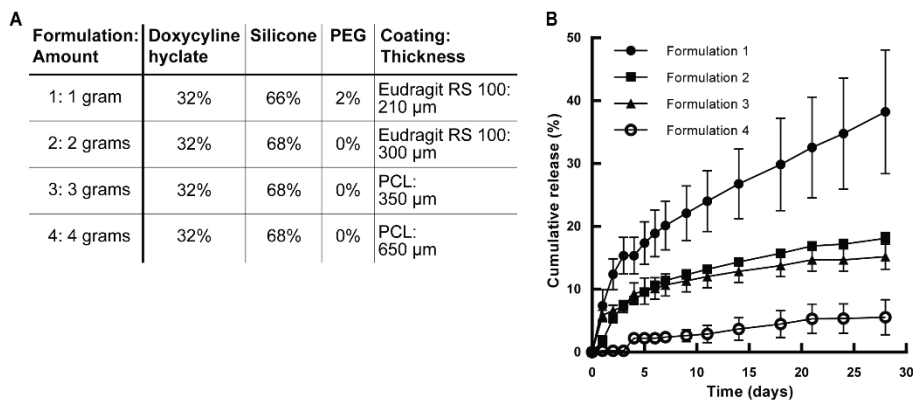 A
Formulation: Doxycyline Silicone PEG Coating:
Amount hyclate Thickness
1: 1 gram 32% 66% 2% Eudragit RS 100:
210 µm
2: 2 grams 32% 68% 0% Eudragit RS 100:
300 µm
3: 3 grams 32% 68% 0% PCL:
350 µm
4: 4 grams 32% 68% 0% PCL:
650 µm
B
Cumulative release (%)
50
40
30
20
10
0
Formulation 1
Formulation 2
Formulation 3
Formulation 4
0 5 10 15 20 25 30
Time (days)